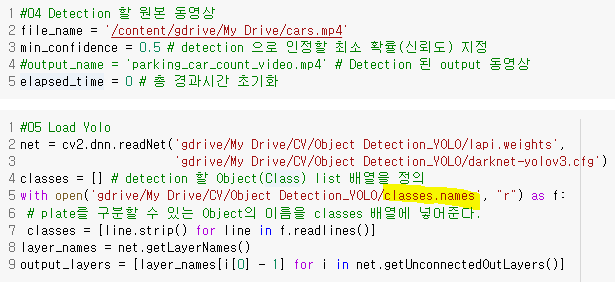 1 #04 Detection 할 원본 동영상
2 file_name = '/content/gdrive/My Drive/cars.mp4'
3 min_confidence = 0.5 # detection 으로 인정할 최소 확률(신뢰도) 지정
4 #output_name = 'parking_car_count_video.mp4' # Detection 된 output 동영상
5 elapsed_time = 0 # 총 경과시간 초기화
1 #05 Load Yolo
2 net = cv2.dnn.readNet('gdrive/My Drive/CV/Object Detection_YOLO/lapi.weights',
3 'gdrive/My Drive/CV/Object Detection_YOLO/darknet-yolov3.cfg')
4 classes = [] # detection 할 Object(Class) list 배열을 정의
5 with open('gdrive/My Drive/CV/Object Detection_YOLO/classes.names', "r") as f:
6 # plate를 구분할 수 있는 Object의 이름을 classes 배열에 넣어준다.
7 classes = [line.strip() for line in f.readlines()]
8 layer_names = net.getLayerNames()
9 output_layers = [layer_names[i[0] - 1] for i in net.getUnconnectedOutLayers()]